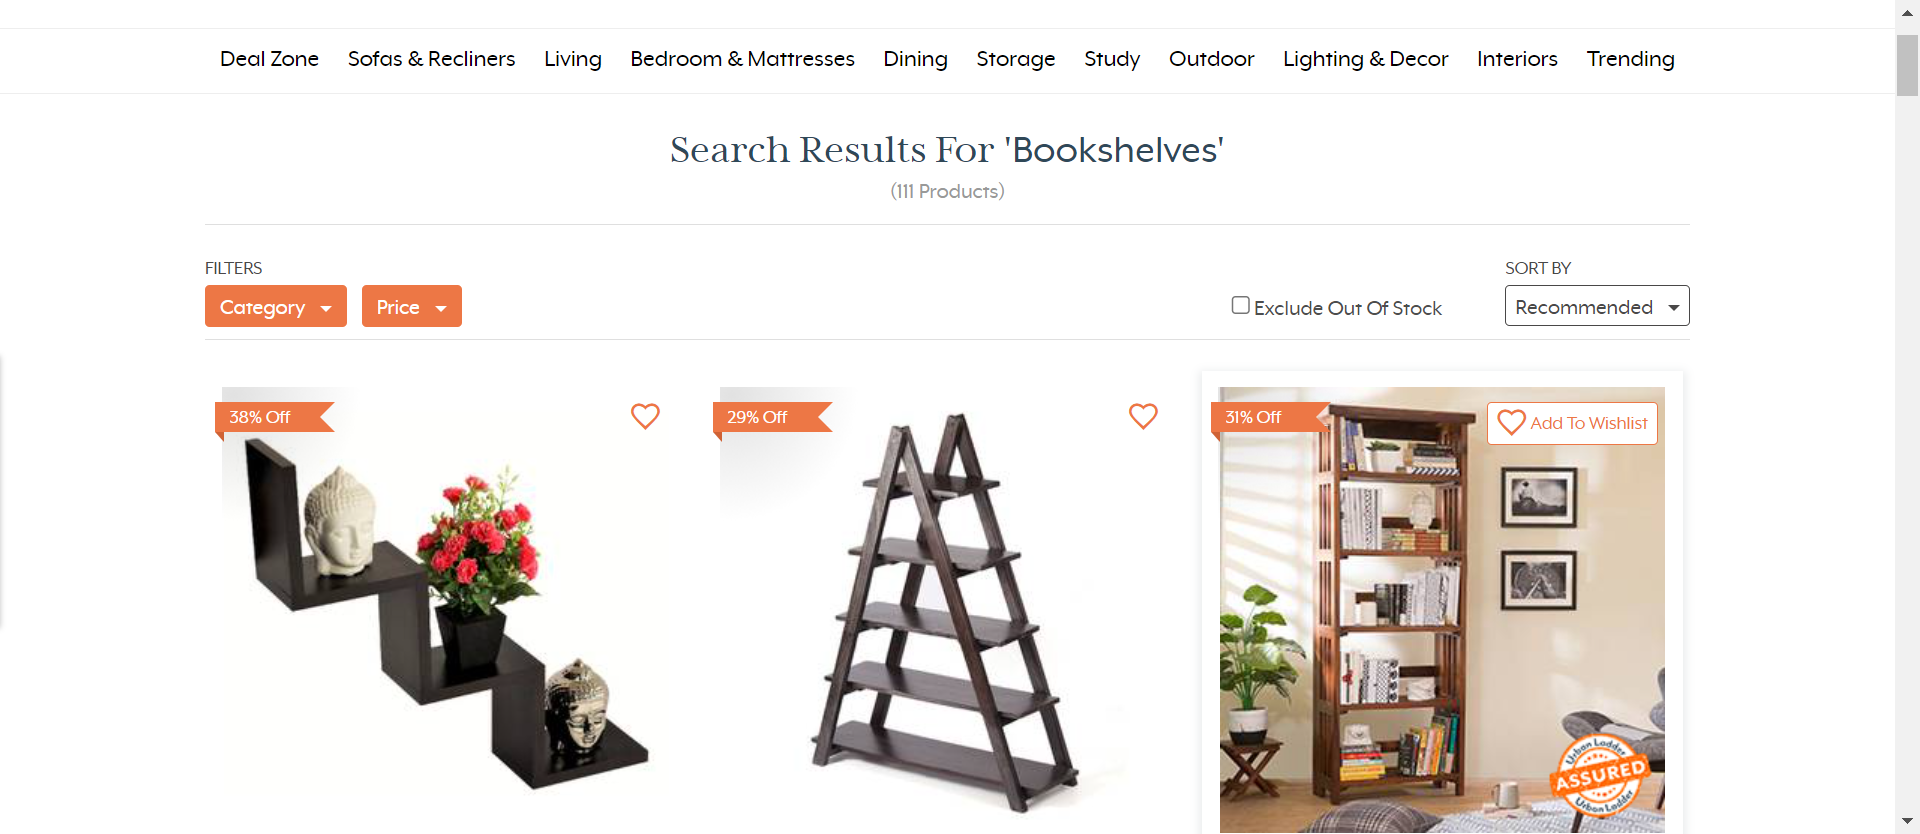 Deal Zone Sofas & Recliners Living Bedroom & Mattresses Dining Storage Study Outdoor Lighting & Decor Interiors Trending
Search Results For 'Bookshelves'
(111 Products)
FILTERS SORT BY
Category Price Exclude Out Of Stock Recommended
38% Off 29% Off 31% Off Add To Wishlist
Urban Ladder
ASSURED
Urban Ladder